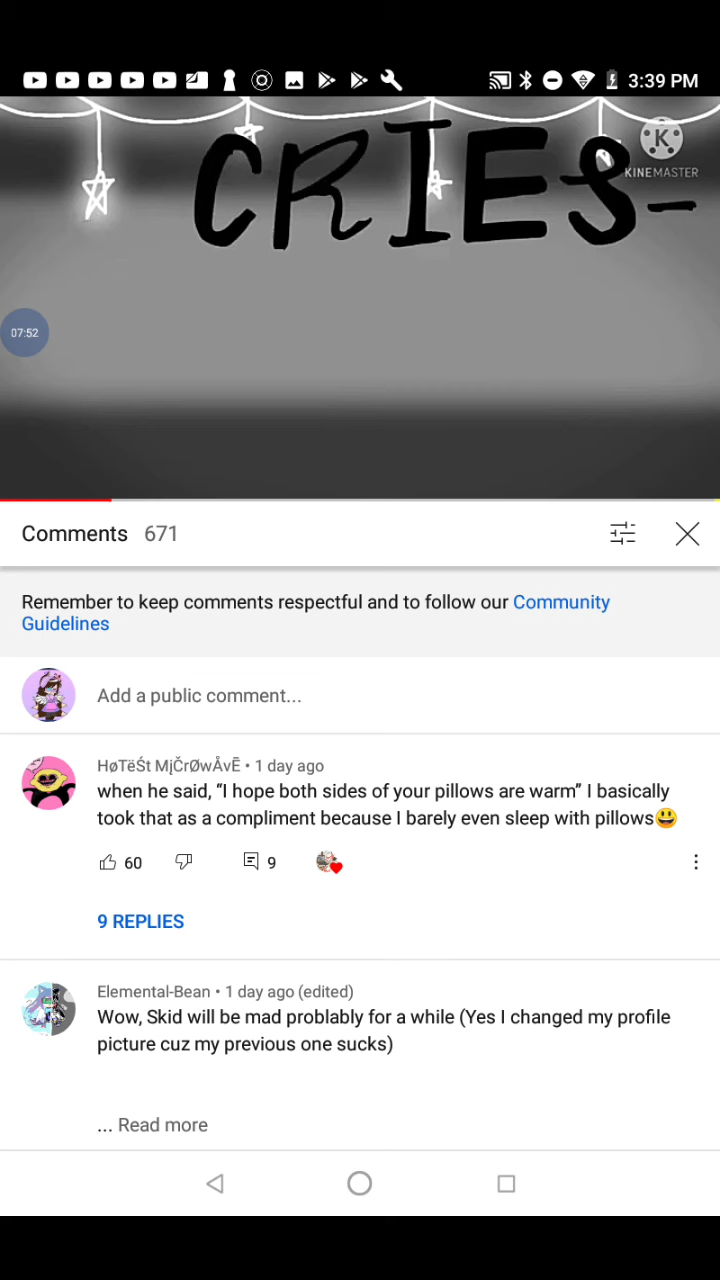 3:39 PM
CRIES-
K
KINEMASTER
07:52
Comments 671
Remember to keep comments respectful and to follow our Community
Guidelines
Add a public comment...
HøTëŚt MįČrØwÅvĒ • 1 day ago
when he said, “I hope both sides of your pillows are warm” I basically
took that as a compliment because I barely even sleep with pillows😃
60 9
9 REPLIES
Elemental-Bean • 1 day ago (edited)
Wow, Skid will be mad problably for a while (Yes I changed my profile
picture cuz my previous one sucks)
... Read more